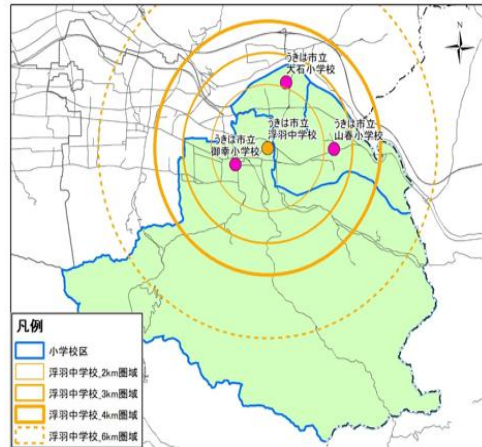 N
うきは市立
大石小学校
うきは市立
浮羽中学校
うきは市立
山春小学校
うきは市立
御幸小学校
凡例
小学校区
浮羽中学校_2km圏域
浮羽中学校_3km圏域
浮羽中学校_4km圏域
浮羽中学校_6km圏域